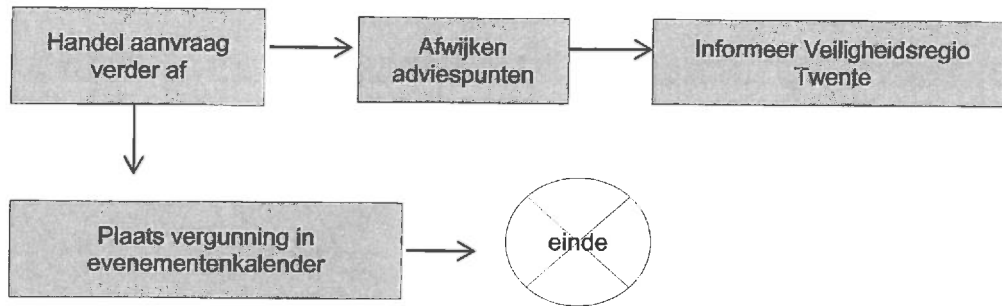 Handel aanvraag
verder af
Afwijken
adviespunten
Informeer Veiligheidsregio
Twente
Plaats vergunning in
evenementenkalender
einde